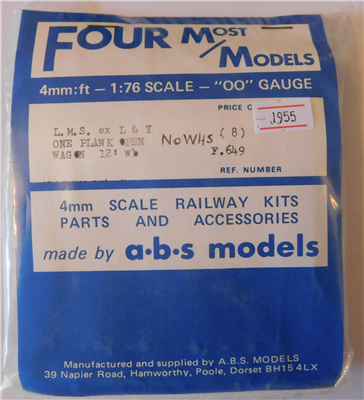 FOUR MOST
MODELS
4mm:ft – 1:76 SCALE – "OO" GAUGE
PRICE C
1955
L.M.S. ex L & Y
ONE PLANK OPEN
WAGON 12'
NO WHS (.8)
F.649
REF. NUMBER
4mm SCALE RAILWAY KITS
PARTS AND ACCESSORIES
made by a·b·s models
Manufactured and supplied by A.B.S. MODELS
39 Napier Road, Hamworthy, Poole, Dorset BH15 4LX